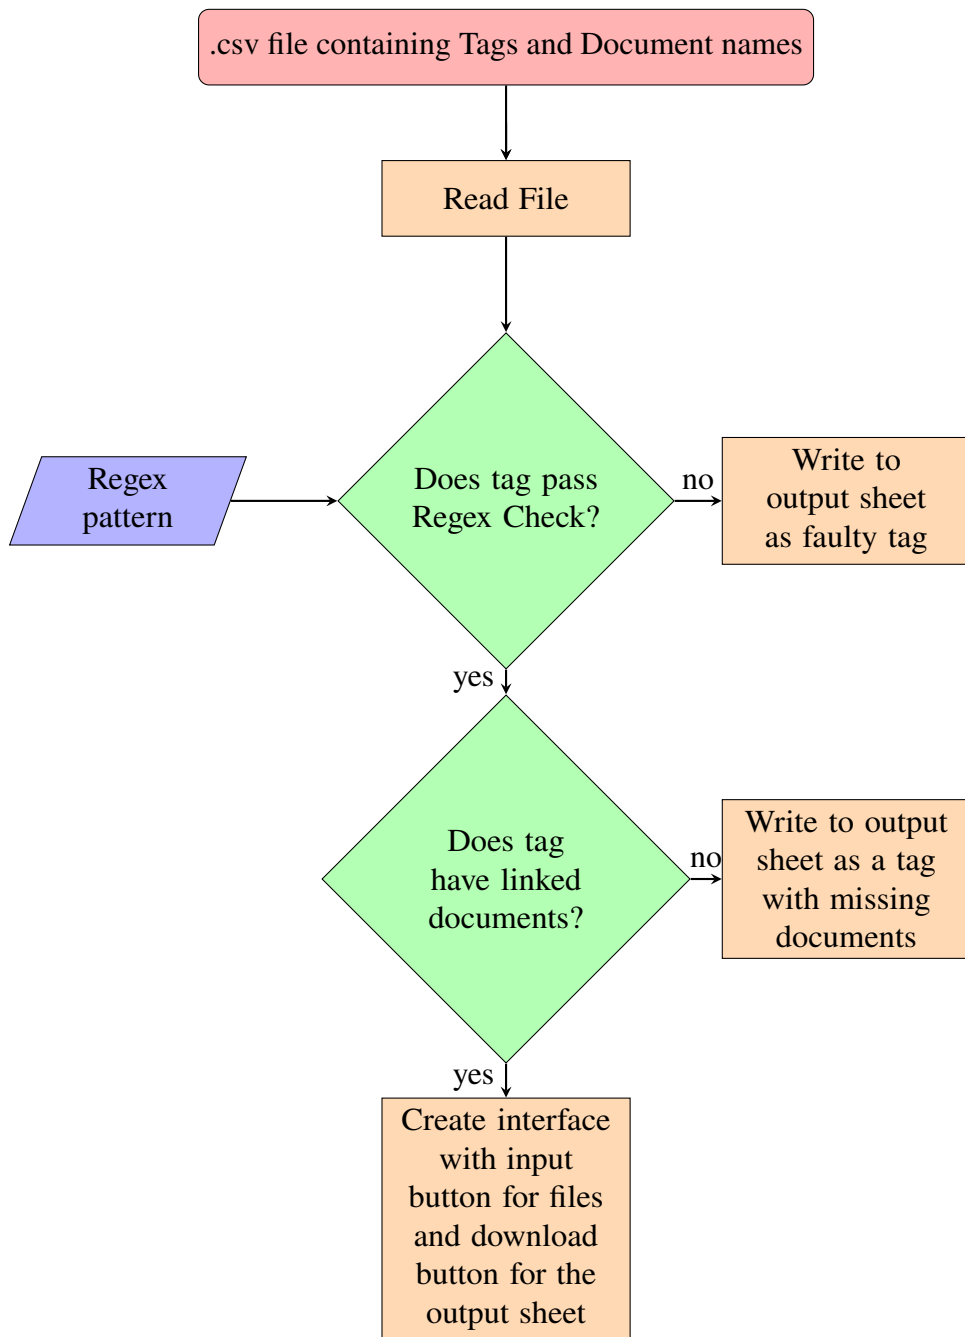 .csv file containing Tags and Document names
Read File
Regex
pattern
Does tag pass
Regex Check?
no
Write to
output sheet
as faulty tag
yes
Does tag
have linked
documents?
no
Write to output
sheet as a tag
with missing
documents
yes
Create interface
with input
button for files
and download
button for the
output sheet